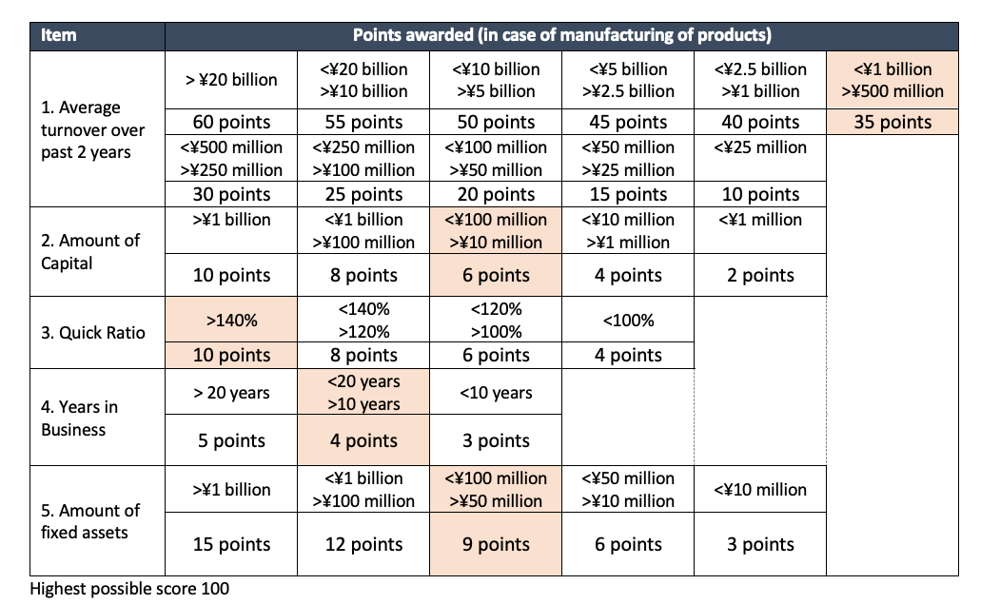 Item Points awarded (in case of manufacturing of products)
1. Average turnover over past 2 years
> ¥20 billion <¥20 billion >¥10 billion <¥10 billion >¥5 billion <¥5 billion >¥2.5 billion <¥2.5 billion >¥1 billion <¥1 billion >¥500 million
60 points 55 points 50 points 45 points 40 points 35 points
<¥500 million >¥250 million <¥250 million >¥100 million <¥100 million >¥50 million <¥50 million >¥25 million <¥25 million
30 points 25 points 20 points 15 points 10 points
2. Amount of Capital
>¥1 billion <¥1 billion >¥100 million <¥100 million >¥10 million <¥10 million >¥1 million <¥1 million
10 points 8 points 6 points 4 points 2 points
3. Quick Ratio
>140% <140% >120% <120% >100% <100%
10 points 8 points 6 points 4 points
4. Years in Business
> 20 years <20 years >10 years <10 years
5 points 4 points 3 points
5. Amount of fixed assets
>¥1 billion <¥1 billion >¥100 million <¥100 million >¥50 million <¥50 million >¥10 million <¥10 million
15 points 12 points 9 points 6 points 3 points
Highest possible score 100